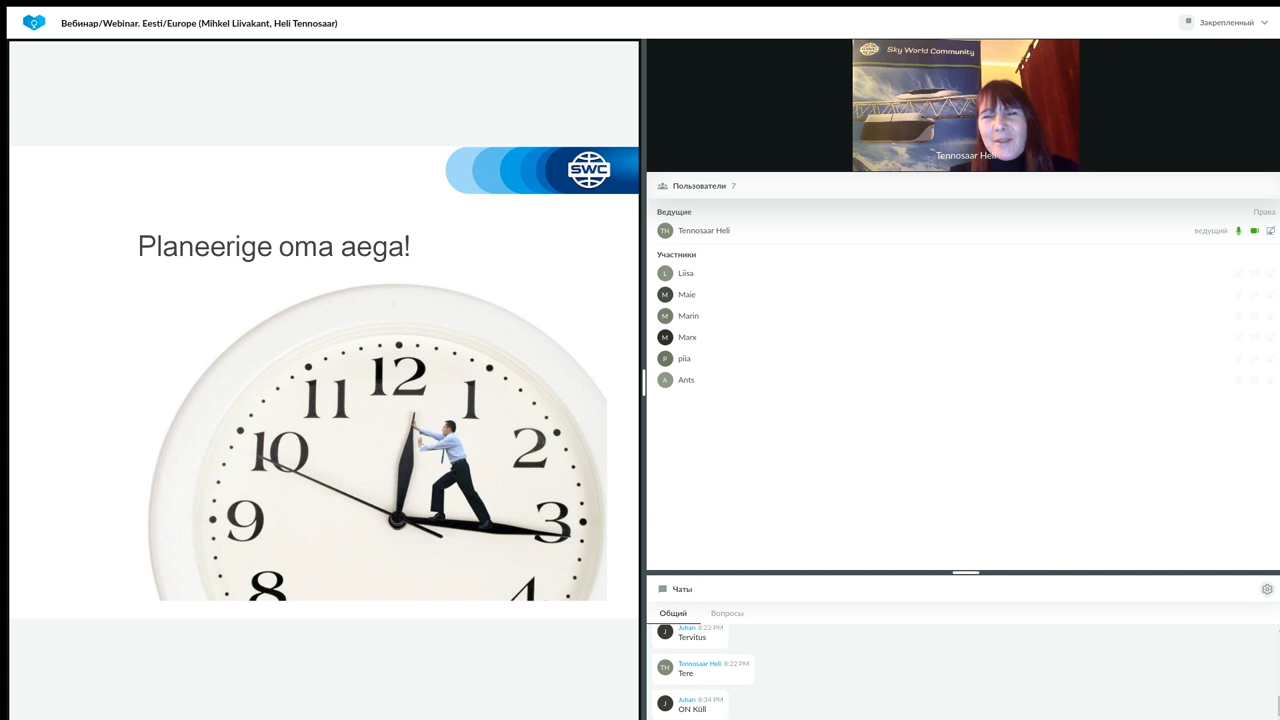 Вебинар/Webinar. Eesti/Europe (Mihkel Liivakant, Heli Tennosaar)
Закрепленный
SWC
Planeerige oma aega!
12
11
1
10
2
9
3
8
4
Sky World Community
Tennosaar Heli
Пользователи 7
Ведущие
Права
TH Tennosaar Heli
ведущий
Участники
L Liisa
M Maie
M Marin
M Marx
P piia
A Ants
Чаты
Общий
Вопросы
Juhan 8:22 PM
J Tervitus
Tennosaar Heli 8:22 PM
TH Tere
Juhan 8:34 PM
J ON Küll